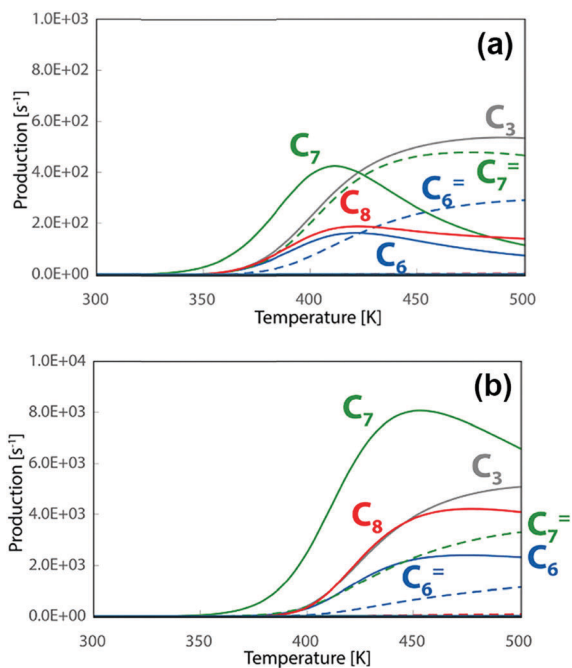 (a)
1.0E+03
8.0E+02
6.0E+02
4.0E+02
2.0E+02
0.0E+00
Production [s⁻¹]
C₇
C₃
C₇⁼
C₆⁼
C₈
C₆
300 350 400 450 500
Temperature [K]
(b)
1.0E+04
8.0E+03
6.0E+03
4.0E+03
2.0E+03
0.0E+00
Production [s⁻¹]
C₇
C₃
C₈
C₇⁼
C₆⁼
C₆
300 350 400 450 500
Temperature [K]